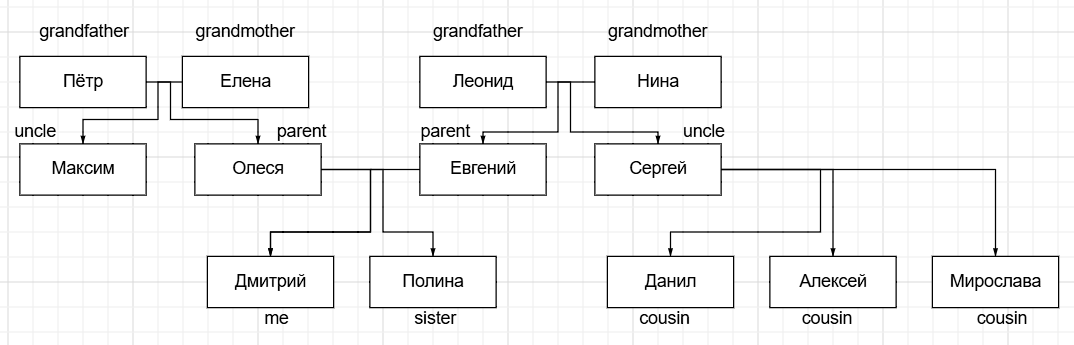 grandfather
grandmother
grandfather
grandmother
Пётр
Елена
Леонид
Нина
uncle
parent
parent
uncle
Максим
Олеся
Евгений
Сергей
Дмитрий
Полина
Данил
Алексей
Мирослава
me
sister
cousin
cousin
cousin